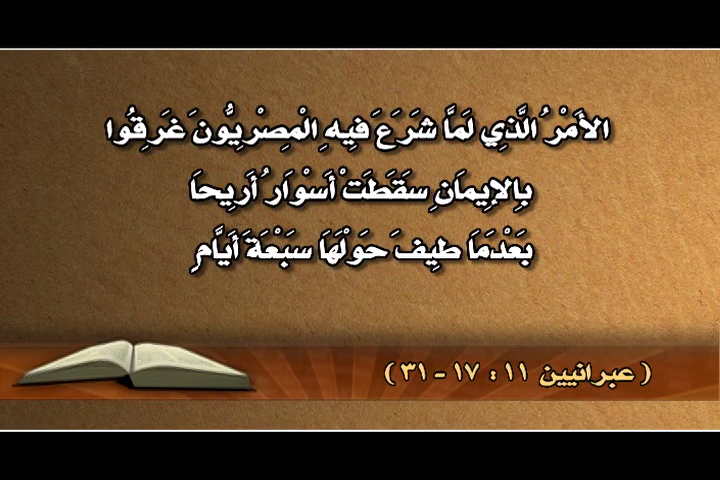 الأَمْرُ الَّذِي لَمَّا شَرَعَ فِيهِ الْمِصْرِيُّونَ غَرِقُوا
بِالإِيمَانِ سَقَطَتْ أَسْوَارُ أَرِيحَا
بَعْدَمَا طِيفَ حَوْلَهَا سَبْعَةَ أَيَّامٍ
( عبرانيين ١١ : ١٧ - ٣١ )